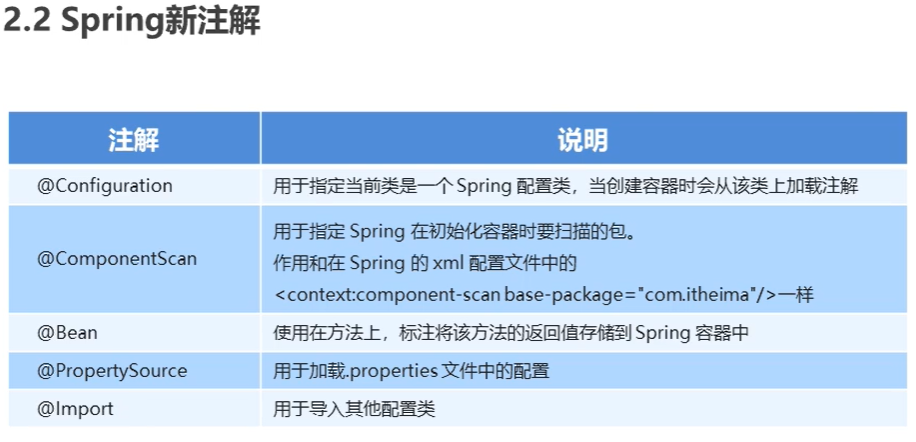 2.2 Spring新注解
注解 说明
@Configuration 用于指定当前类是一个 Spring 配置类，当创建容器时会从该类上加载注解
用于指定 Spring 在初始化容器时要扫描的包。
@ComponentScan 作用和在 Spring 的 xml 配置文件中的
<context:component-scan base-package="com.itheima"/>一样
@Bean 使用在方法上，标注将该方法的返回值存储到 Spring 容器中
@PropertySource 用于加载.properties 文件中的配置
@Import 用于导入其他配置类